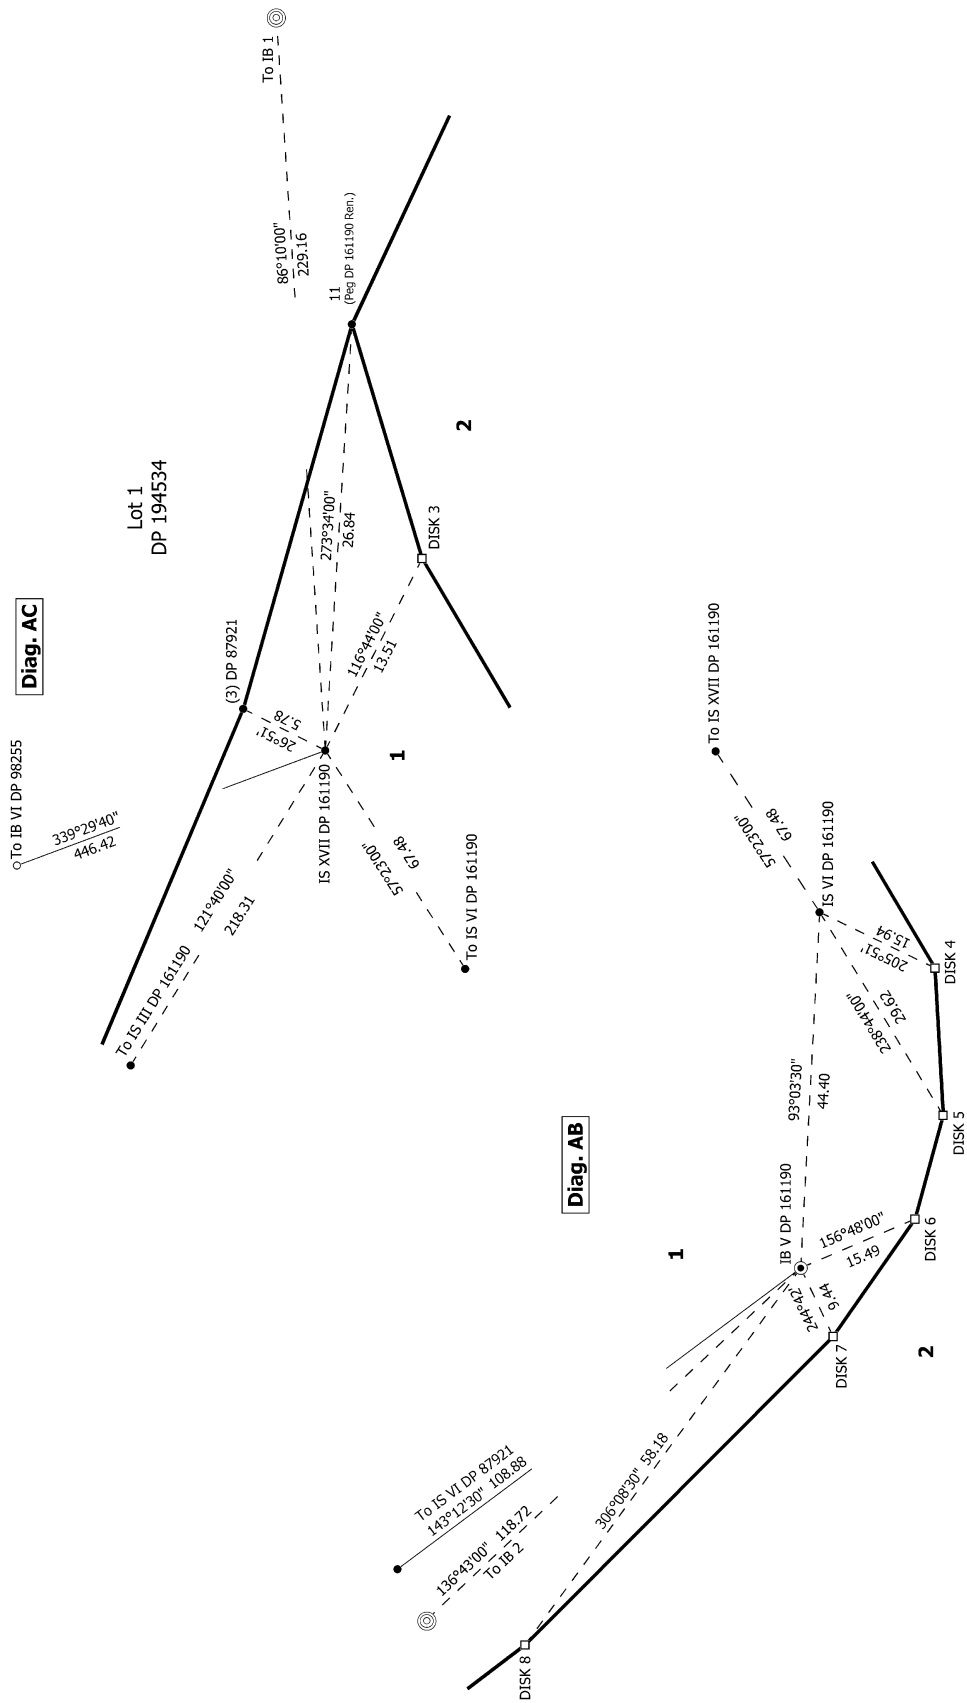 Diag. AC
To IB VI DP 98255
339°29'40"
446.42
Lot 1
DP 194534
To IB 1
86°10'00"
229.16
11
(Peg DP 161190 Ren.)
(3) DP 87921
273°34'00"
26.84
26°51'
5.78
116°44'00"
13.51
DISK 3
2
IS XVII DP 161190
1
To IS III DP 161190
121°40'00"
218.31
57°23'00"
67.48
To IS VI DP 161190
Diag. AB
To IS XVII DP 161190
57°23'00"
67.48
IS VI DP 161190
93°03'30"
44.40
205°51'
15.94
238°44'00"
29.62
DISK 4
DISK 5
DISK 6
1
IB V DP 161190
156°48'00"
15.49
244°42'
9.44
DISK 7
2
306°08'30" 58.18
To IS VI DP 87921
143°12'30" 108.88
136°43'00" 118.72
To IB 2
DISK 8